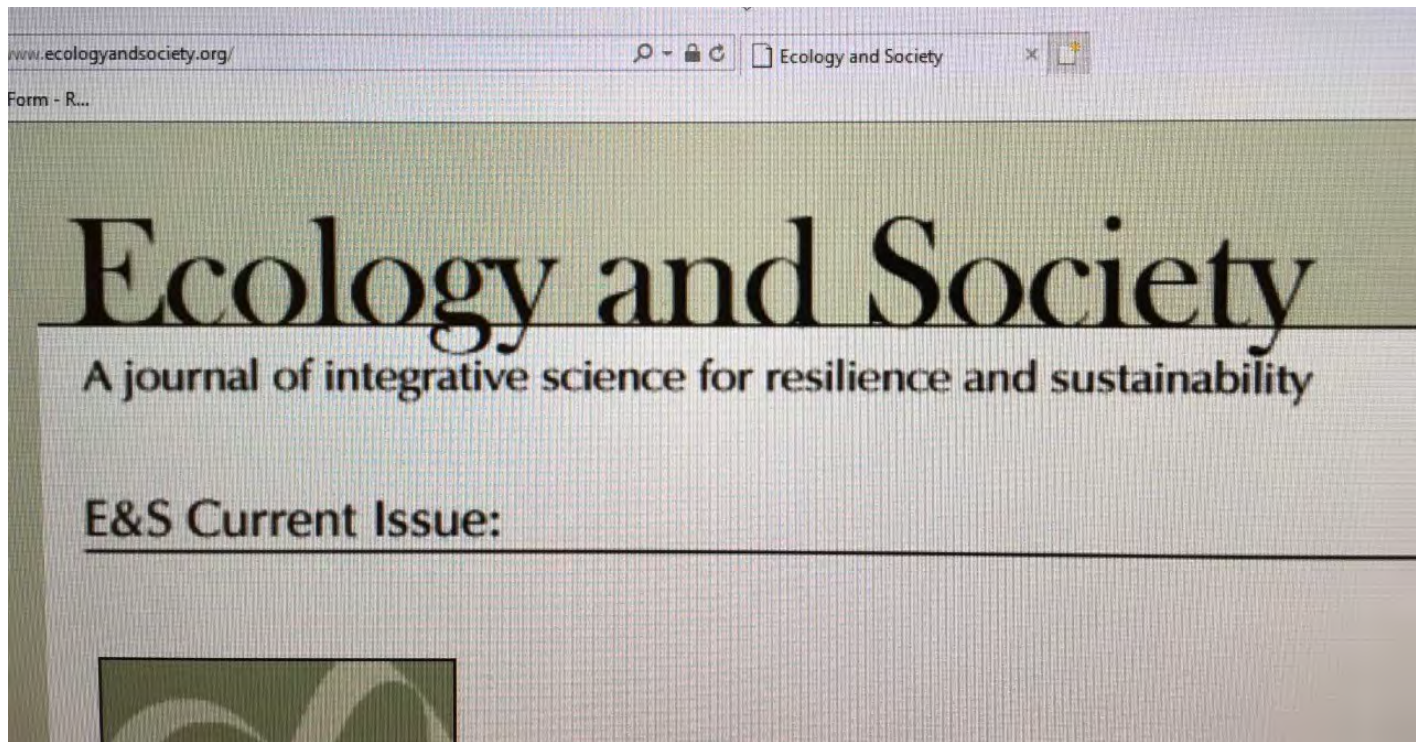 www.ecologyandsociety.org/
Ecology and Society
Form - R...
Ecology and Society
A journal of integrative science for resilience and sustainability
E&S Current Issue: